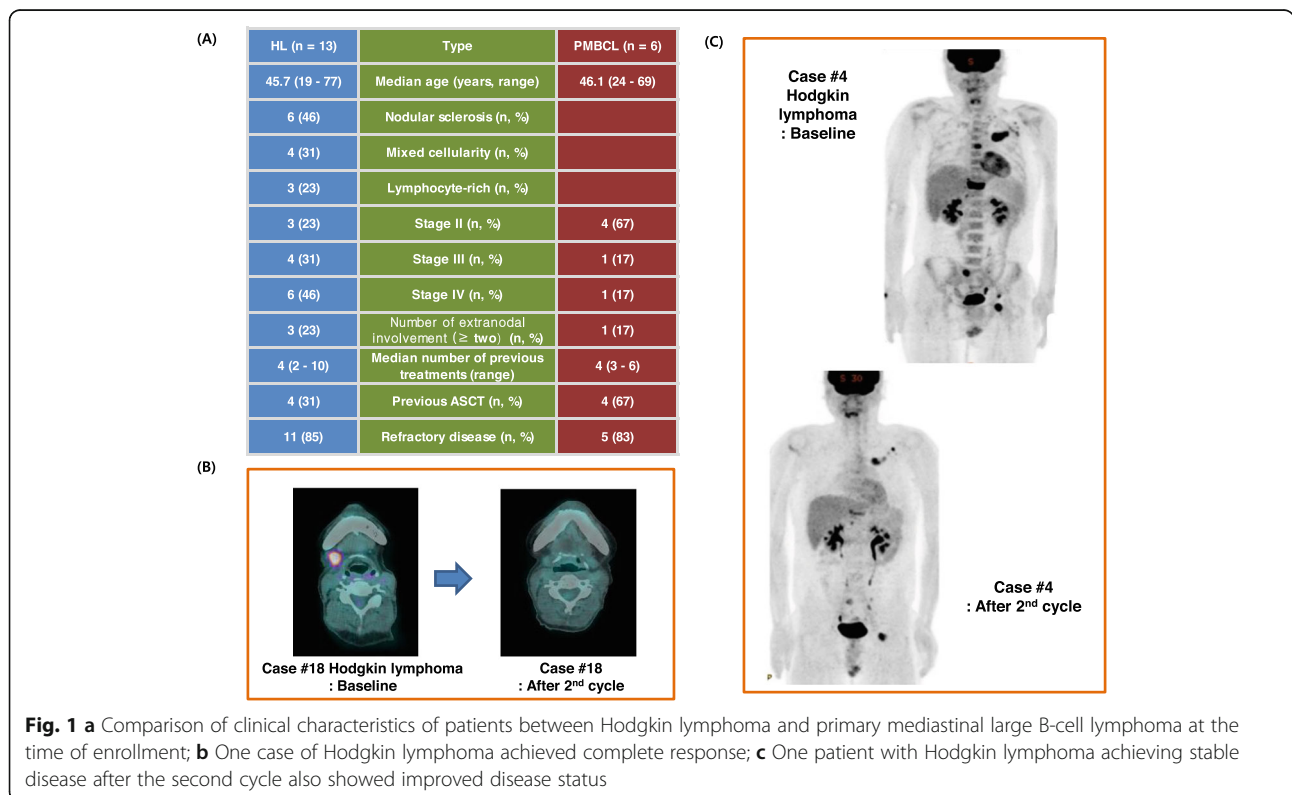 (A)
HL (n = 13) Type PMBCL (n = 6)
45.7 (19 - 77) Median age (years, range) 46.1 (24 - 69)
6 (46) Nodular sclerosis (n, %)
4 (31) Mixed cellularity (n, %)
3 (23) Lymphocyte-rich (n, %)
3 (23) Stage II (n, %) 4 (67)
4 (31) Stage III (n, %) 1 (17)
6 (46) Stage IV (n, %) 1 (17)
3 (23) Number of extranodal involvement (≥ two) (n, %) 1 (17)
4 (2 - 10) Median number of previous treatments (range) 4 (3 - 6)
4 (31) Previous ASCT (n, %) 4 (67)
11 (85) Refractory disease (n, %) 5 (83)
(B)
Case #18 Hodgkin lymphoma
: Baseline
Case #18
: After 2nd cycle
(C)
Case #4
Hodgkin
lymphoma
: Baseline
S
S 30
Case #4
: After 2nd cycle
P
Fig. 1 a Comparison of clinical characteristics of patients between Hodgkin lymphoma and primary mediastinal large B-cell lymphoma at the
time of enrollment; b One case of Hodgkin lymphoma achieved complete response; c One patient with Hodgkin lymphoma achieving stable
disease after the second cycle also showed improved disease status